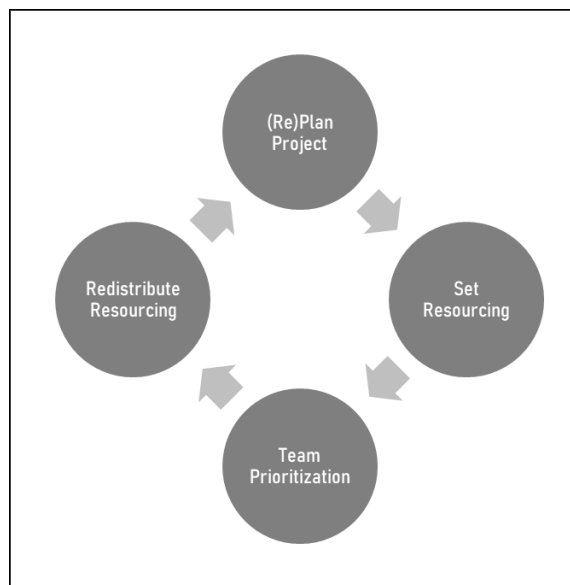 (Re)Plan
Project
Set
Resourcing
Team
Prioritization
Redistribute
Resourcing